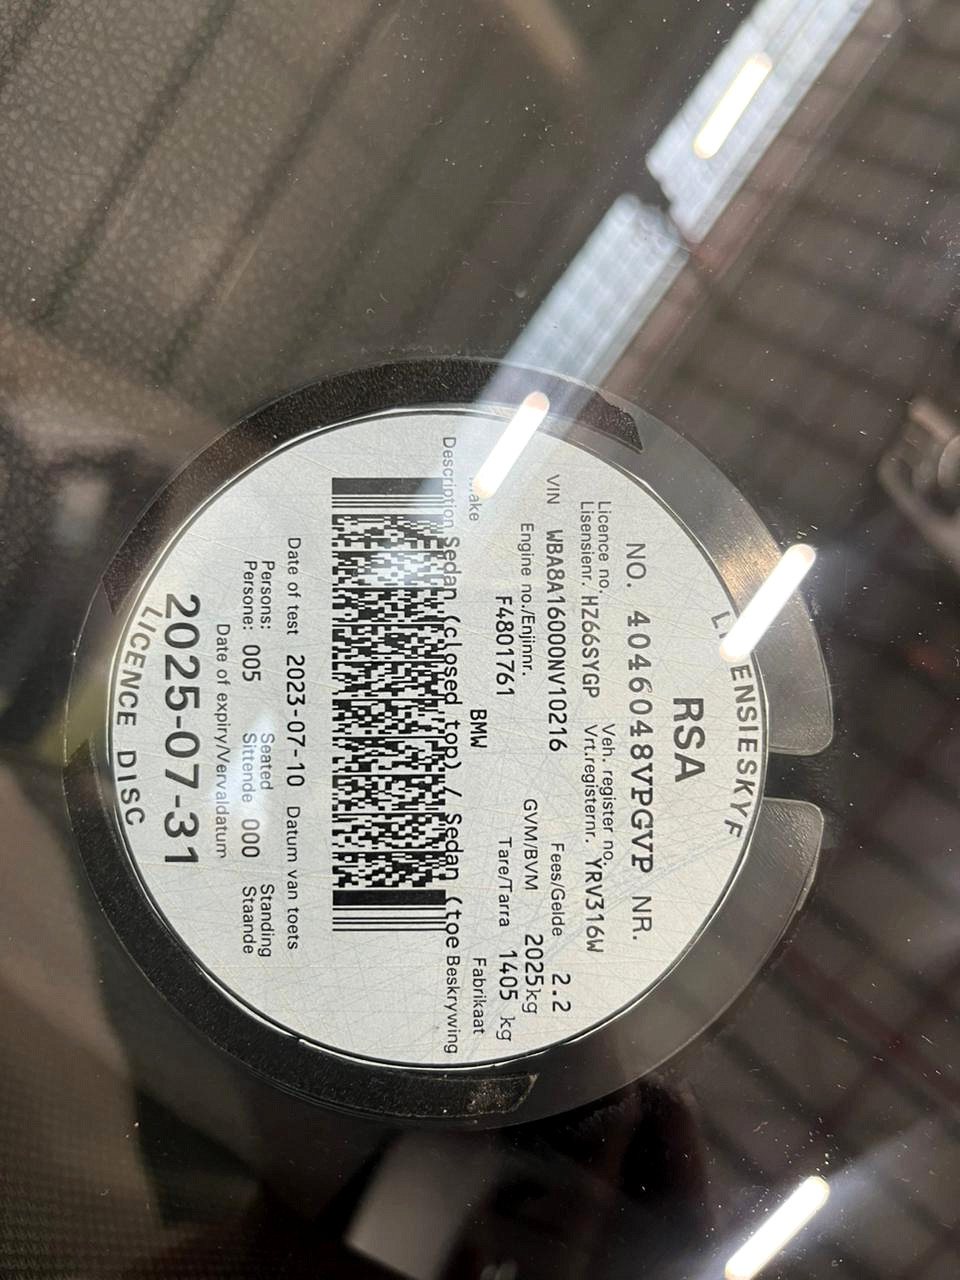 ENSIESKYF
RSA
NO. 4046048VPGVP NR.
Licence no. Veh. register no.
Lisensienr. HZ66SYGP Vrt.registernr. YRV316W
VIN WBA8A16000NV10216 Fees/Gelde 2.2
Engine no./Enjinnr. GVM/BVM 2025kg
F4801761 Tare/Tarra 1405 kg
ake BMW Fabrikaat
Description Sedan (closed top) / Sedan (toe Beskrywing
Date of test 2023-07-10 Datum van toets
Persons: Seated Standing
Persone: 005 Sittende 000 Staande
Date of expiry/Vervaldatum
2025-07-31
LICENCE DISC